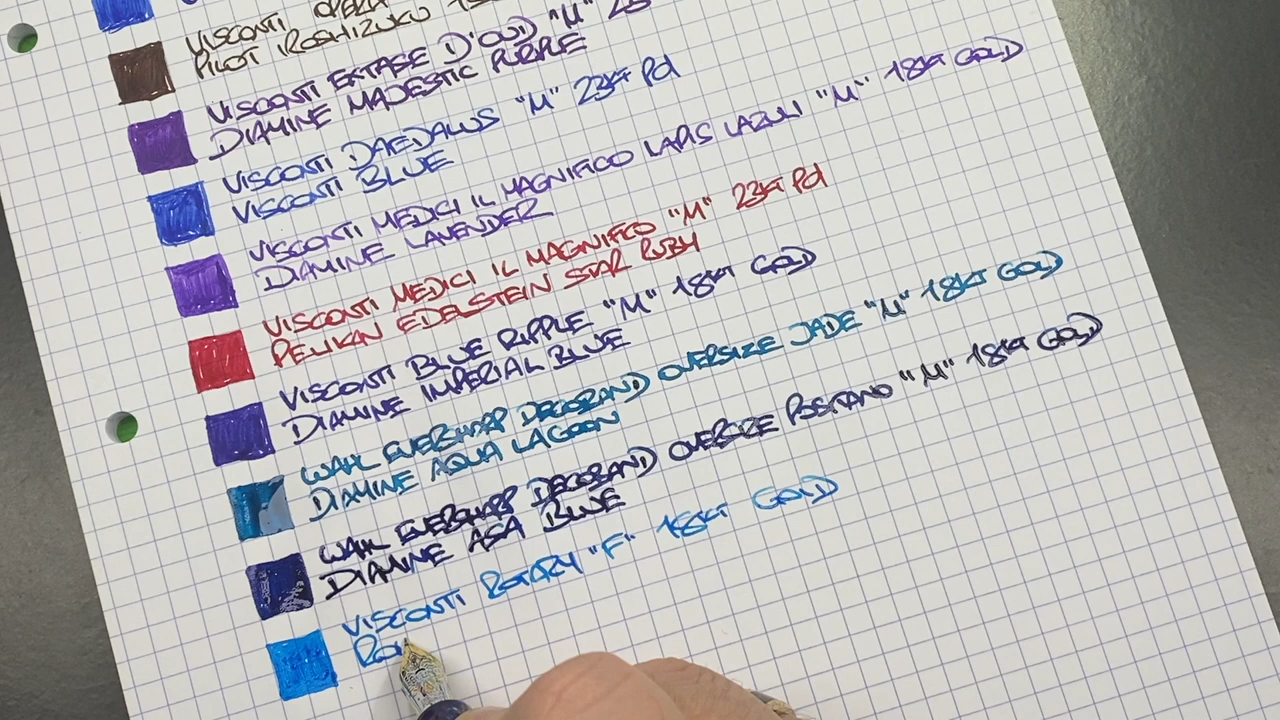 VISCONTI OPERA
PILOT IROSHIZUKU
VISCONTI EXTASE D'OUD "M"
DIAMINE MAJESTIC PURPLE
VISCONTI DAEDALUS "M" 23KT Pd
VISCONTI BLUE
VISCONTI MEDICI IL MAGNIFICO LAPIS LAZULI "M" 18KT GOLD
DIAMINE LAVENDER
VISCONTI MEDICI IL MAGNIFICO "M" 23KT Pd
PELIKAN EDELSTEIN STAR RUBY
VISCONTI BLUE RIPPLE "M" 18KT GOLD
DIAMINE IMPERIAL BLUE
WAHL EVERSHARP DECOBAND OVERSIZE JADE "M" 18KT GOLD
DIAMINE AQUA LAGOON
WAHL EVERSHARP DECOBAND OVERSIZE POSITANO "M" 18KT GOLD
DIAMINE ASA BLUE
VISCONTI ROTARY "F" 18KT GOLD